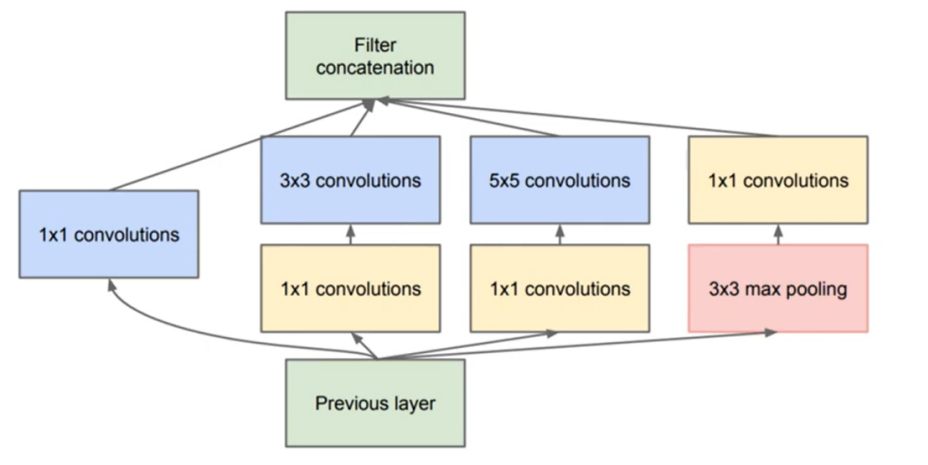 Filter
concatenation
3x3 convolutions
5x5 convolutions
1x1 convolutions
1x1 convolutions
1x1 convolutions
1x1 convolutions
3x3 max pooling
Previous layer